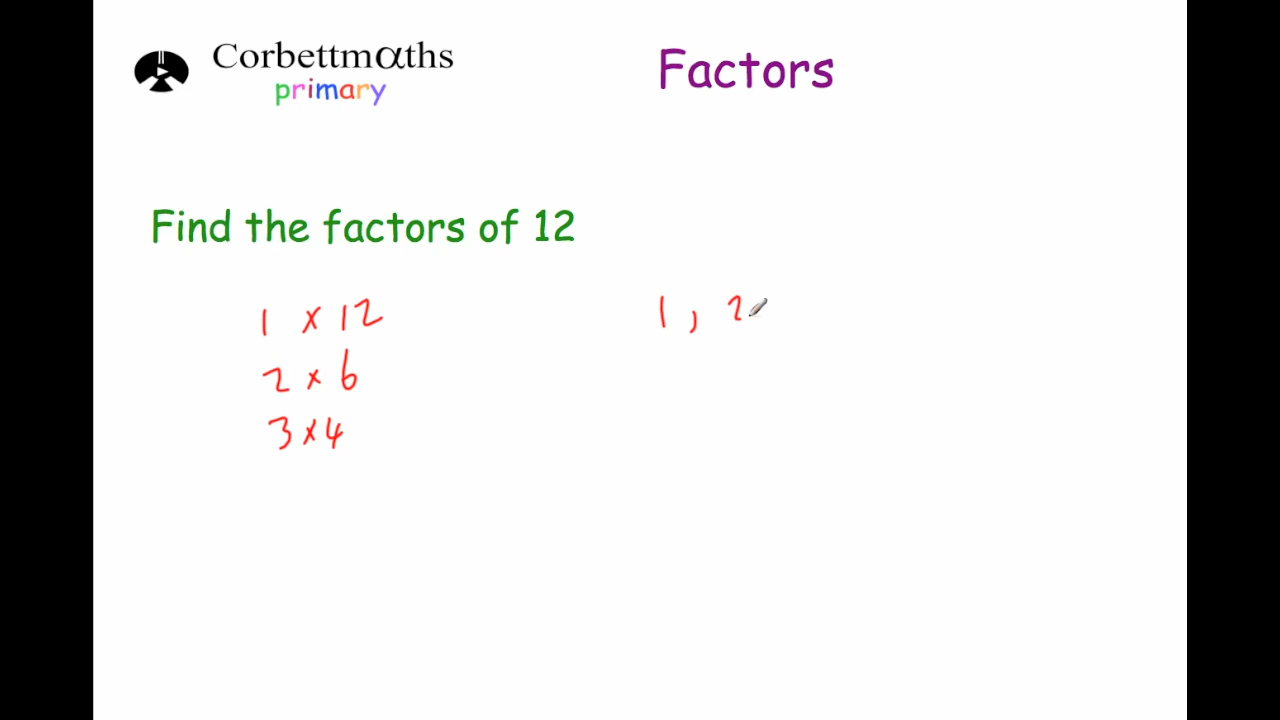 Corbettmαths
primary
Factors
Find the factors of 12
1 × 12
2 × 6
3 × 4
1, 2